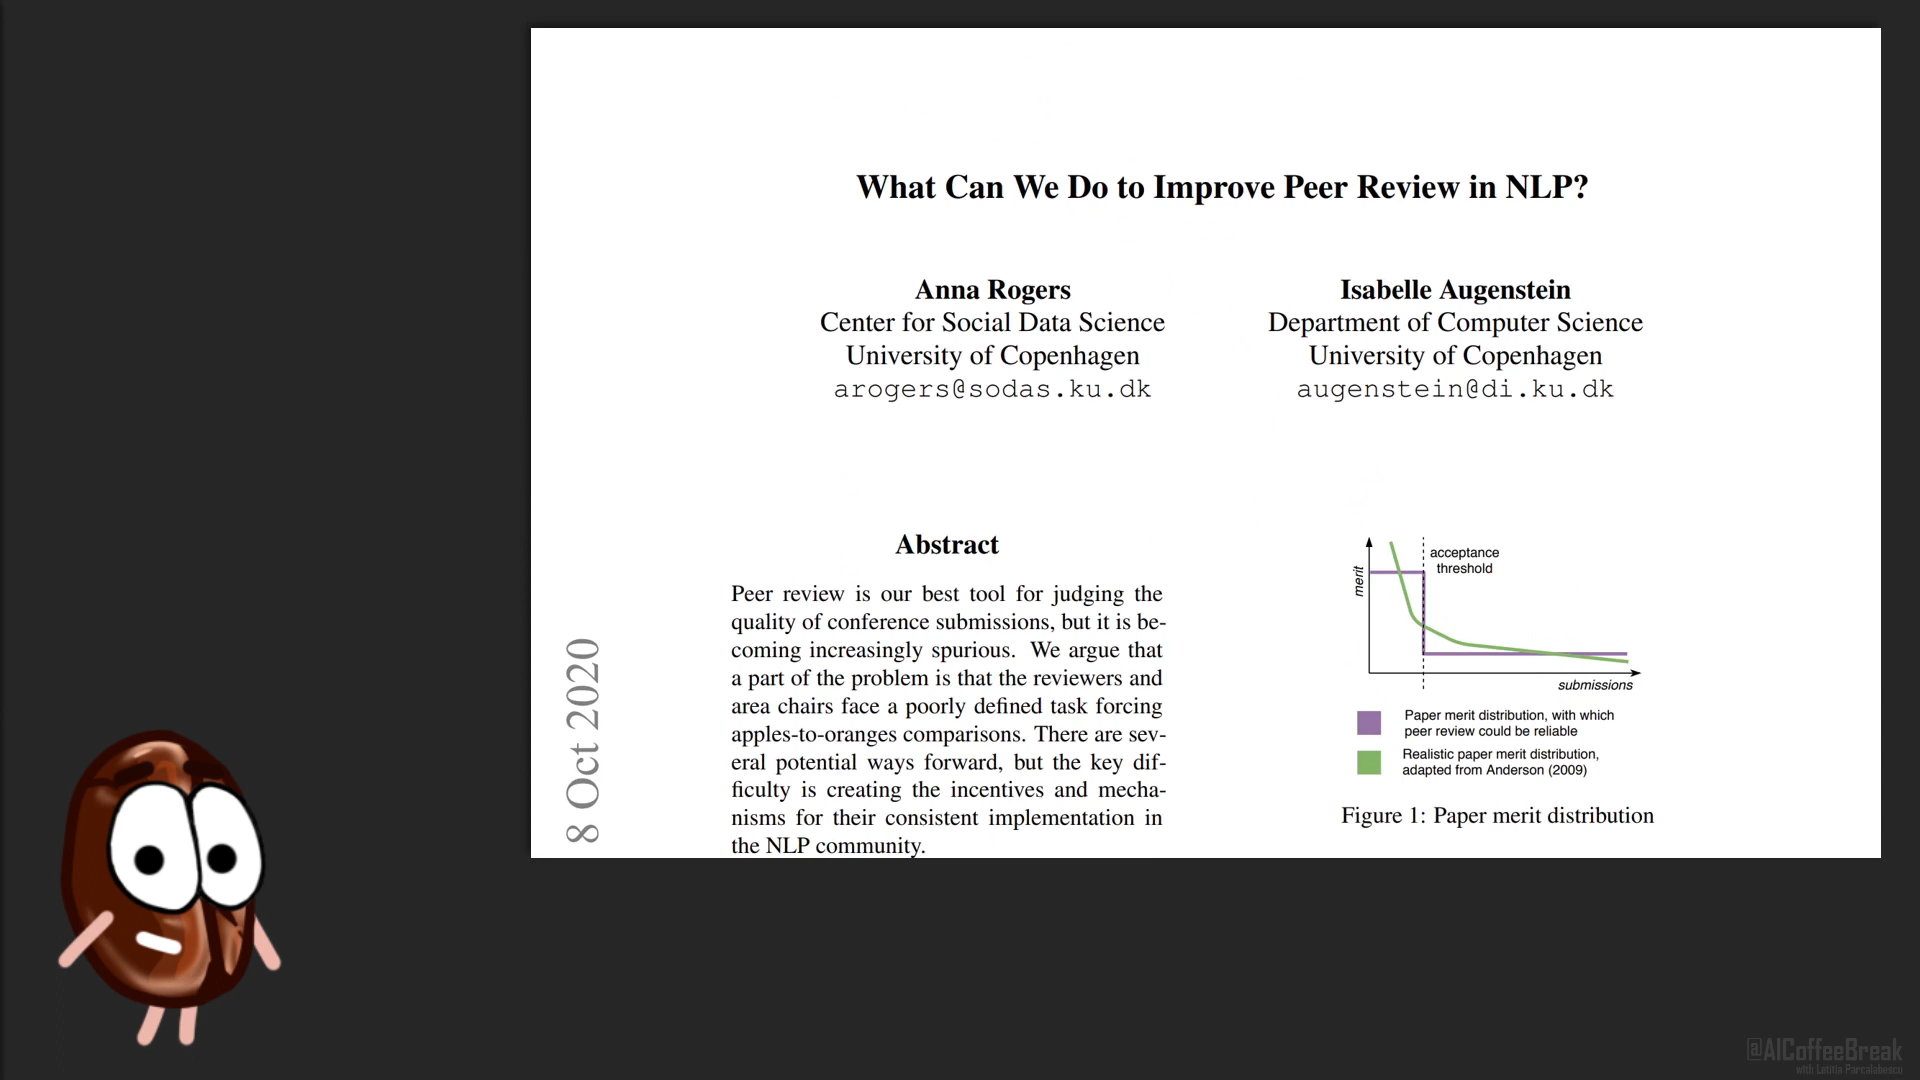 What Can We Do to Improve Peer Review in NLP?
Anna Rogers
Center for Social Data Science
University of Copenhagen
arogers@sodas.ku.dk
Isabelle Augenstein
Department of Computer Science
University of Copenhagen
augenstein@di.ku.dk
Abstract
Peer review is our best tool for judging the
quality of conference submissions, but it is be-
coming increasingly spurious. We argue that
a part of the problem is that the reviewers and
area chairs face a poorly defined task forcing
apples-to-oranges comparisons. There are sev-
eral potential ways forward, but the key dif-
ficulty is creating the incentives and mecha-
nisms for their consistent implementation in
the NLP community.
8 Oct 2020
merit
acceptance
threshold
submissions
Paper merit distribution, with which
peer review could be reliable
Realistic paper merit distribution,
adapted from Anderson (2009)
Figure 1: Paper merit distribution
@AICoffeeBreak
with Letitia Parcalabescu